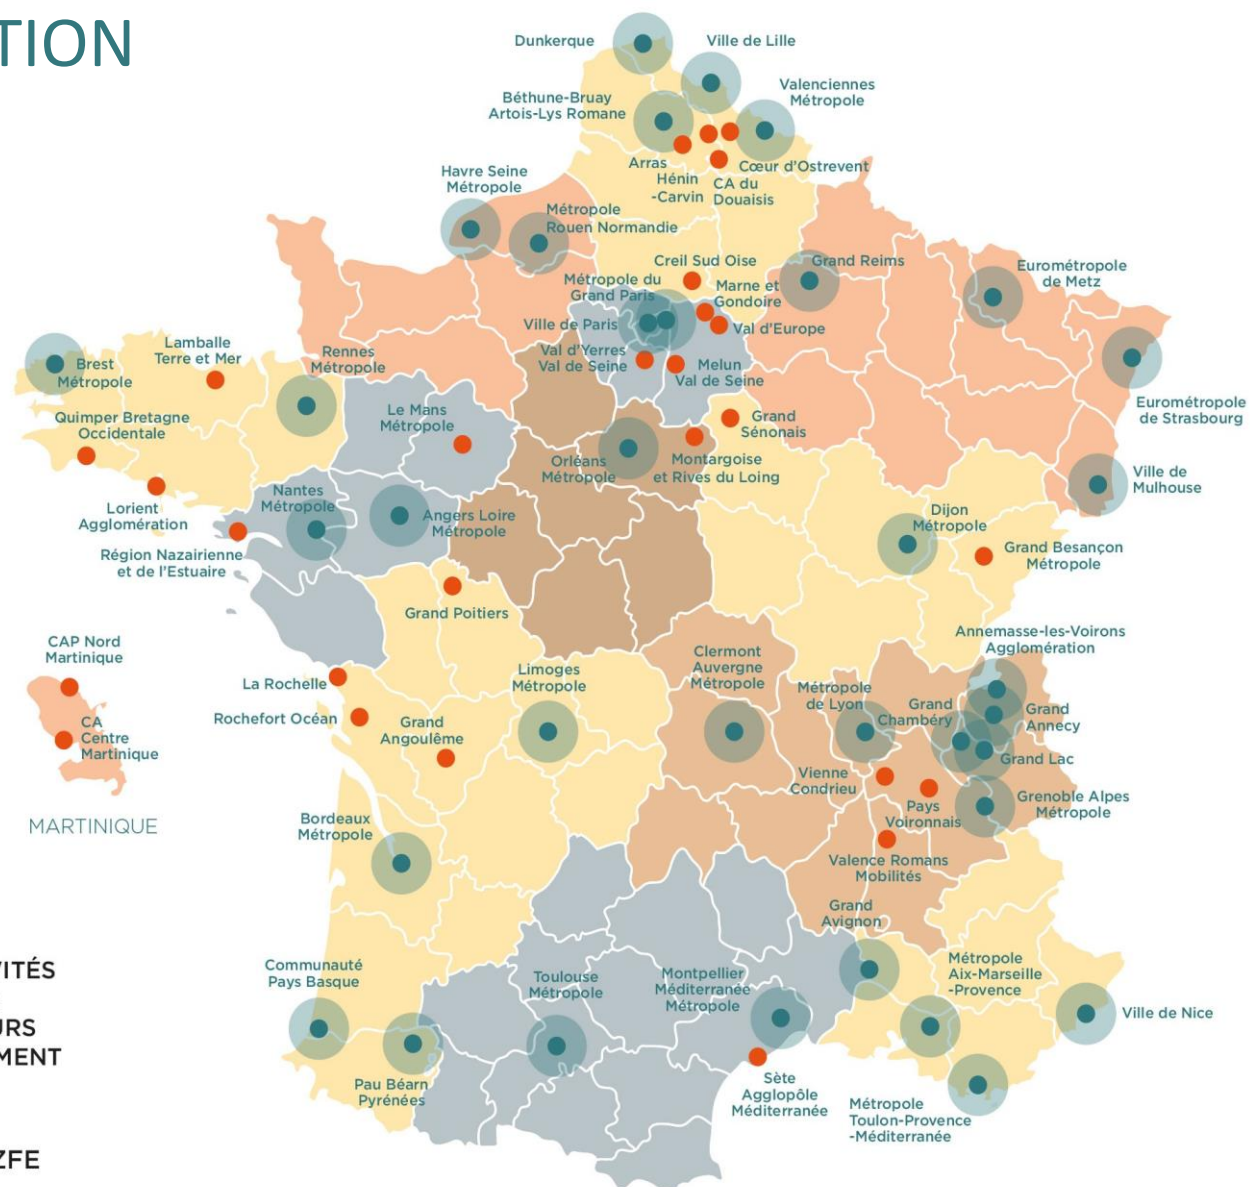 TION
Dunkerque
Ville de Lille
Valenciennes
Métropole
Béthune-Bruay
Artois-Lys Romane
Arras
Cœur d'Ostrevent
Hénin
-Carvin
CA du
Douaisis
Havre Seine
Métropole
Métropole
Rouen Normandie
Creil Sud Oise
Grand Reims
Eurométropole
de Metz
Métropole du
Grand Paris
Marne et
Gondoire
Ville de Paris
Val d'Europe
Val d'Yerres
Val de Seine
Melun
Val de Seine
Lamballe
Terre et Mer
Brest
Métropole
Rennes
Métropole
Quimper Bretagne
Occidentale
Le Mans
Métropole
Grand
Sénonais
Eurométropole
de Strasbourg
Orléans
Métropole
Montargoise
et Rives du Loing
Ville de
Mulhouse
Lorient
Agglomération
Nantes
Métropole
Angers Loire
Métropole
Dijon
Métropole
Région Nazairienne
et de l'Estuaire
Grand Besançon
Métropole
Grand Poitiers
CAP Nord
Martinique
Annemasse-les-Voirons
Agglomération
Clermont
Auvergne
Métropole
La Rochelle
Limoges
Métropole
Métropole
de Lyon
Grand
Chambéry
Grand
Annecy
Rochefort Océan
Grand
Angoulême
CA
Centre
Martinique
Grand Lac
Vienne
Condrieu
Pays
Voironnais
Grenoble Alpes
Métropole
MARTINIQUE
Bordeaux
Métropole
Valence Romans
Mobilités
Grand
Avignon
VITÉS
Communauté
Pays Basque
Toulouse
Métropole
Montpellier
Méditerranée
Métropole
Métropole
Aix-Marseille
-Provence
URS
Ville de Nice
MENT
Pau Béarn
Pyrénées
Sète
Agglopôle
Méditerranée
Métropole
Toulon-Provence
-Méditerranée
ZFE